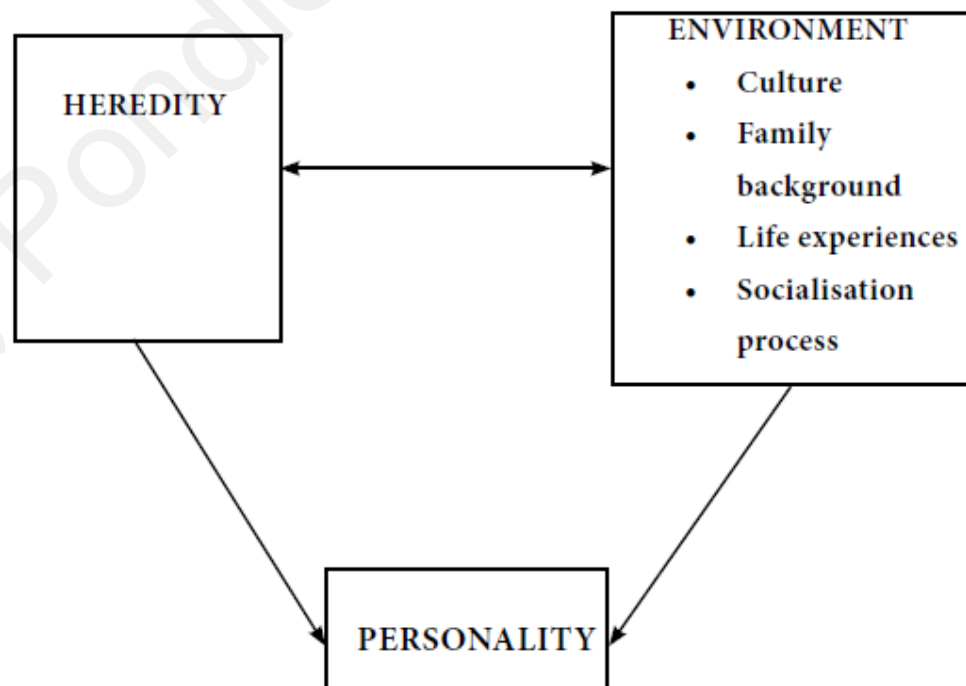 HEREDITY
ENVIRONMENT
• Culture
• Family
background
• Life experiences
• Socialisation
process
PERSONALITY